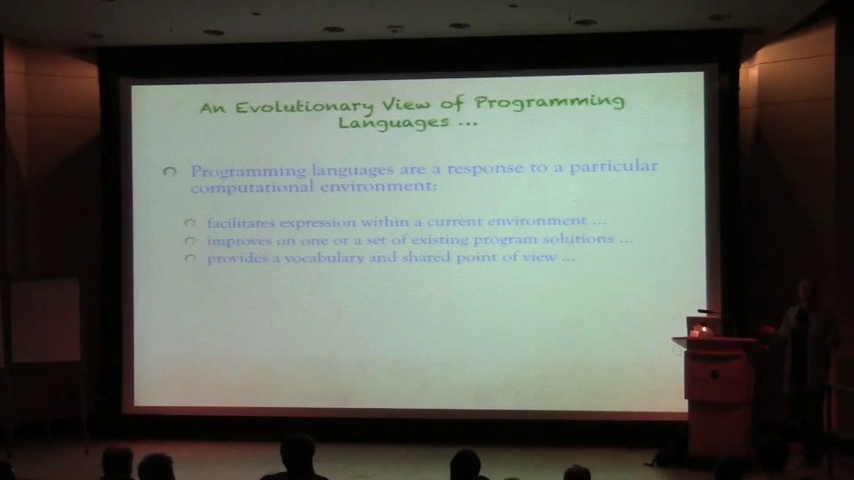 An Evolutionary View of Programming
Languages ...
Programming languages are a response to a particular
computational environment:
facilitates expression within a current environment ...
improves on one or a set of existing program solutions ...
provides a vocabulary and shared point of view ...